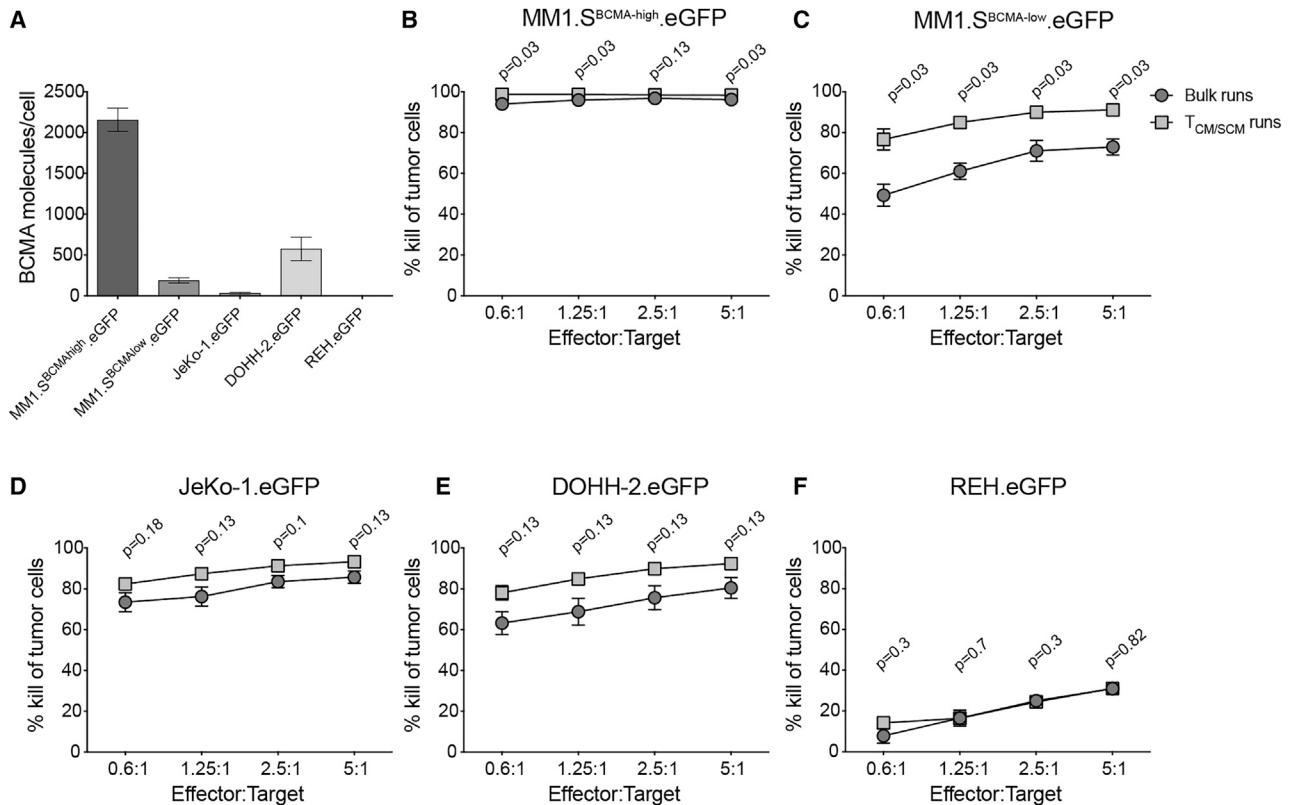 A
BCMA molecules/cell
2500
2000
1500
1000
500
0
MM1.S^BCMAhigh.eGFP
MM1.S^BCMAlow.eGFP
JeKo-1.eGFP
DOHH-2.eGFP
REH.eGFP
B
MM1.S^BCMA-high.eGFP
p=0.03
p=0.03
p=0.13
p=0.03
% kill of tumor cells
100
80
60
40
20
0
0.6:1
1.25:1
2.5:1
5:1
Effector:Target
C
MM1.S^BCMA-low.eGFP
p=0.03
p=0.03
p=0.03
p=0.03
% kill of tumor cells
100
80
60
40
20
0
0.6:1
1.25:1
2.5:1
5:1
Effector:Target
Bulk runs
T_CM/SCM runs
D
JeKo-1.eGFP
p=0.18
p=0.13
p=0.1
p=0.13
% kill of tumor cells
100
80
60
40
20
0
0.6:1
1.25:1
2.5:1
5:1
Effector:Target
E
DOHH-2.eGFP
p=0.13
p=0.13
p=0.13
p=0.13
% kill of tumor cells
100
80
60
40
20
0
0.6:1
1.25:1
2.5:1
5:1
Effector:Target
F
REH.eGFP
p=0.3
p=0.7
p=0.3
p=0.82
% kill of tumor cells
100
80
60
40
20
0
0.6:1
1.25:1
2.5:1
5:1
Effector:Target